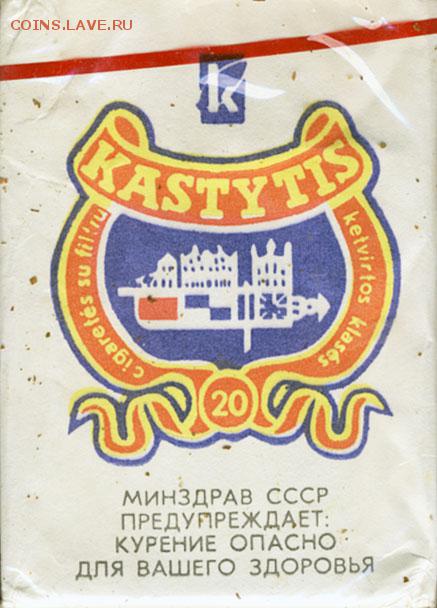 COINS.LAVE.RU
k
KASTYTIS
cigaretės su filtru
ketvirtos klasės
20
МИНЗДРАВ СССР
ПРЕДУПРЕЖДАЕТ:
КУРЕНИЕ ОПАСНО
ДЛЯ ВАШЕГО ЗДОРОВЬЯ